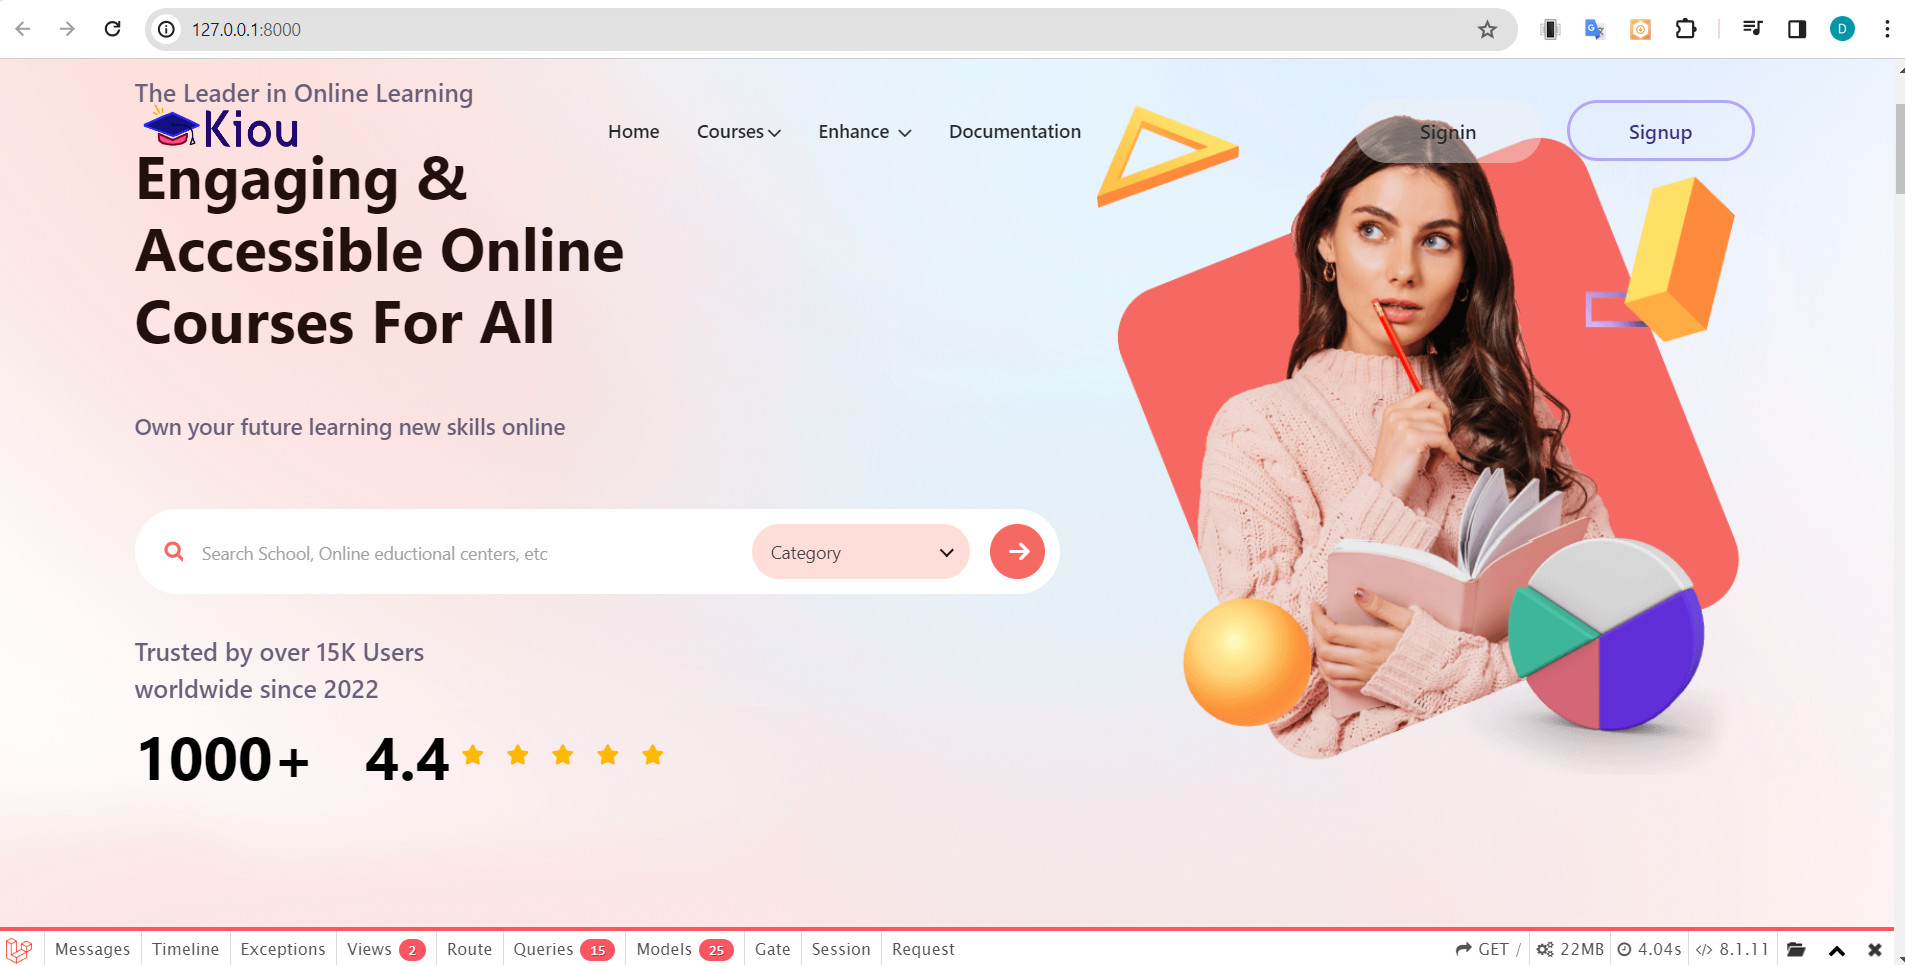 127.0.0.1:8000
D
The Leader in Online Learning
Kiou
Home Courses Enhance Documentation Signin Signup
Engaging &
Accessible Online
Courses For All
Own your future learning new skills online
Search School, Online eductional centers, etc Category
Trusted by over 15K Users
worldwide since 2022
1000+ 4.4
Messages Timeline Exceptions Views 2 Route Queries 15 Models 25 Gate Session Request GET / 22MB 4.04s 8.1.11